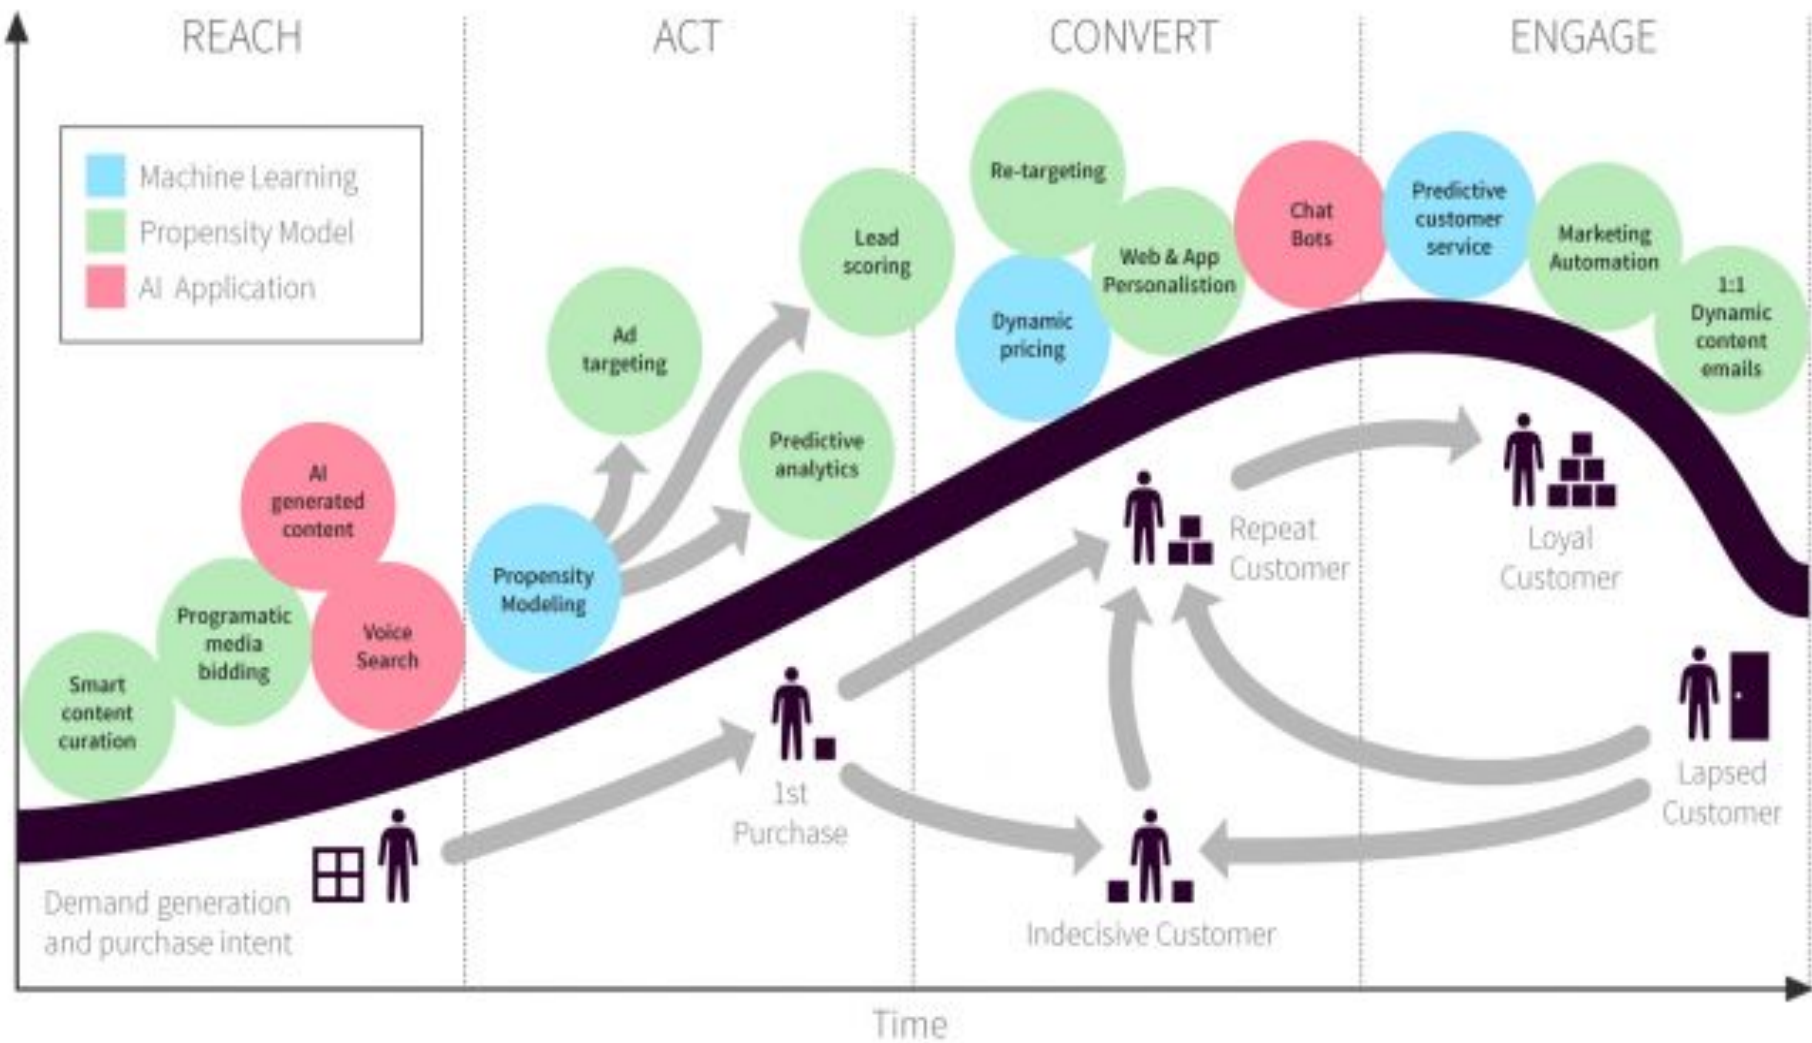 REACH
ACT
CONVERT
ENGAGE
Machine Learning
Propensity Model
AI Application
Smart
content
curation
Programatic
media
bidding
AI
generated
content
Voice
Search
Propensity
Modeling
Ad
targeting
Lead
scoring
Predictive
analytics
Re-targeting
Dynamic
pricing
Web & App
Personalistion
Chat
Bots
Predictive
customer
service
Marketing
Automation
1:1
Dynamic
content
emails
Demand generation
and purchase intent
1st
Purchase
Repeat
Customer
Indecisive Customer
Loyal
Customer
Lapsed
Customer
Time